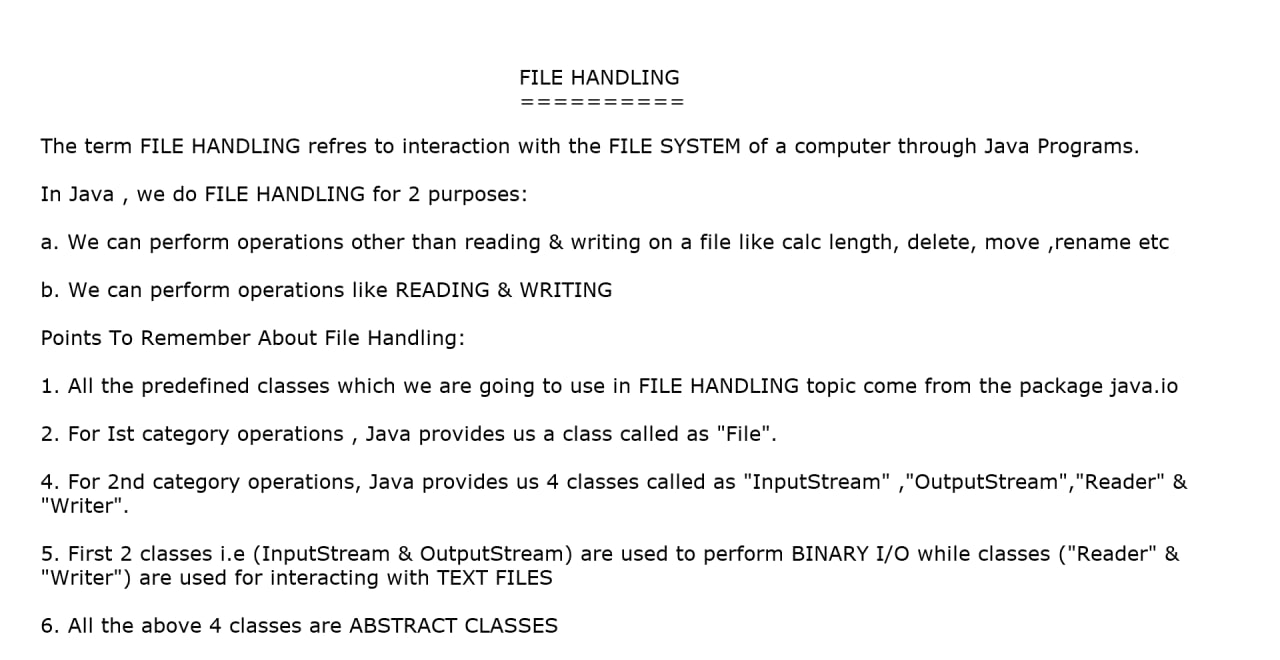 FILE HANDLING
==========
The term FILE HANDLING refres to interaction with the FILE SYSTEM of a computer through Java Programs.
In Java , we do FILE HANDLING for 2 purposes:
a. We can perform operations other than reading & writing on a file like calc length, delete, move ,rename etc
b. We can perform operations like READING & WRITING
Points To Remember About File Handling:
1. All the predefined classes which we are going to use in FILE HANDLING topic come from the package java.io
2. For Ist category operations , Java provides us a class called as "File".
4. For 2nd category operations, Java provides us 4 classes called as "InputStream" ,"OutputStream","Reader" &
"Writer".
5. First 2 classes i.e (InputStream & OutputStream) are used to perform BINARY I/O while classes ("Reader" &
"Writer") are used for interacting with TEXT FILES
6. All the above 4 classes are ABSTRACT CLASSES